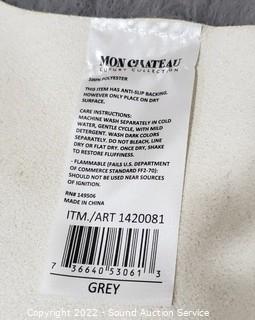 MON CHATEAU
LUXURY COLLECTION
100% POLYESTER
THIS ITEM HAS ANTI-SLIP BACKING.
HOWEVER ONLY PLACE ON DRY
SURFACE.
CARE INSTRUCTIONS:
MACHINE WASH SEPARATELY IN COLD
WATER, GENTLE CYCLE, WITH MILD
DETERGENT. WASH DARK COLORS
SEPARATELY. DO NOT BLEACH, LINE
DRY OR FLAT DRY. ONCE DRY, SHAKE
TO RESTORE FLUFFINESS.
- FLAMMABLE (FAILS U.S. DEPARTMENT
OF COMMERCE STANDARD FF2-70):
SHOULD NOT BE USED NEAR SOURCES
OF IGNITION.
RN# 149506
MADE IN CHINA
ITM./ART 1420081
7 36640 53061 3
GREY
Copyright 2022 - Sound Auction Service